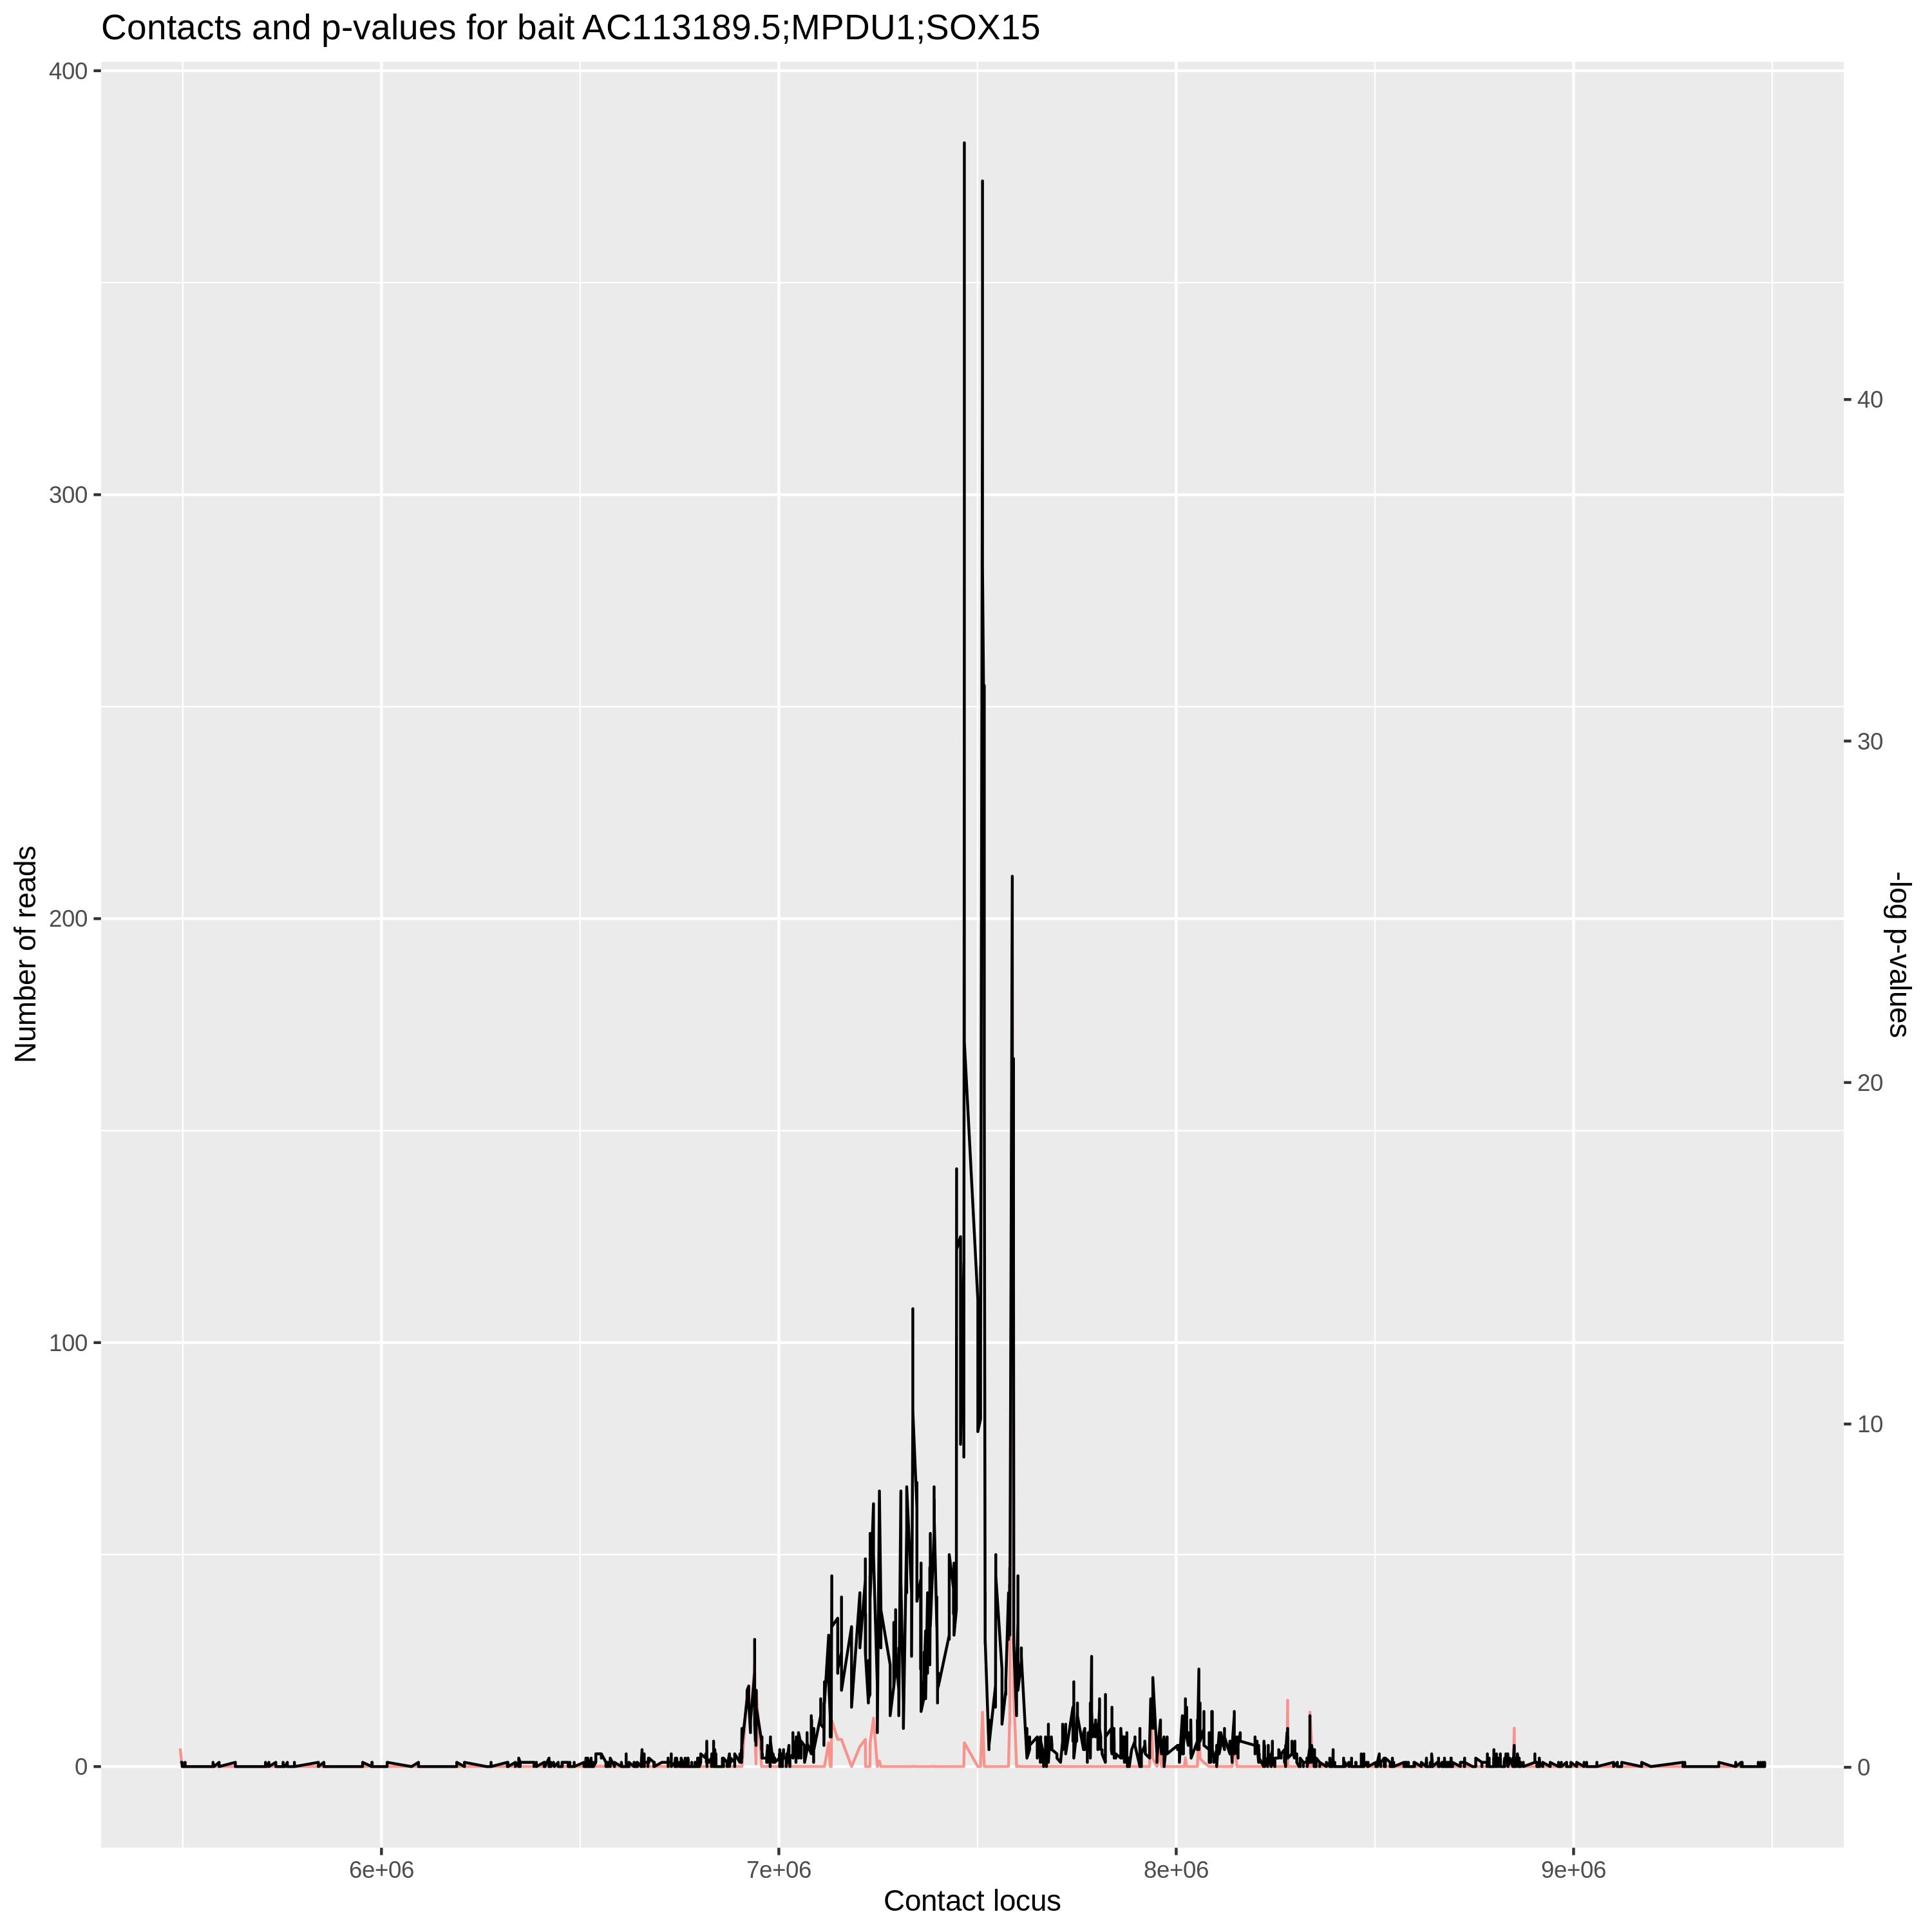 Contacts and p-values for bait AC113189.5;MPDU1;SOX15
400
300
200
100
0
Number of reads
40
30
20
10
0
-log p-values
6e+06
7e+06
8e+06
9e+06
Contact locus